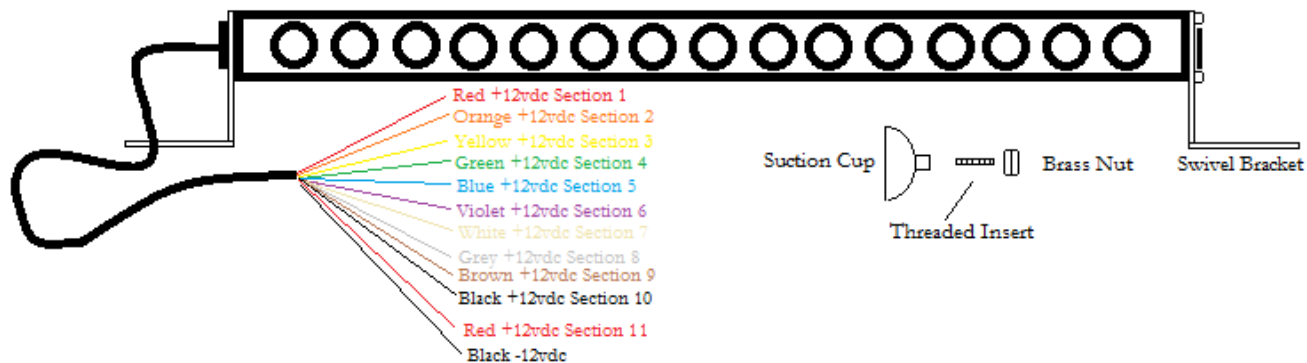 Red +12vdc Section 1
Orange +12vdc Section 2
Yellow +12vdc Section 3
Green +12vdc Section 4
Blue +12vdc Section 5
Violet +12vdc Section 6
White +12vdc Section 7
Grey +12vdc Section 8
Brown +12vdc Section 9
Black +12vdc Section 10
Red +12vdc Section 11
Black -12vdc
Suction Cup
Threaded Insert
Brass Nut
Swivel Bracket